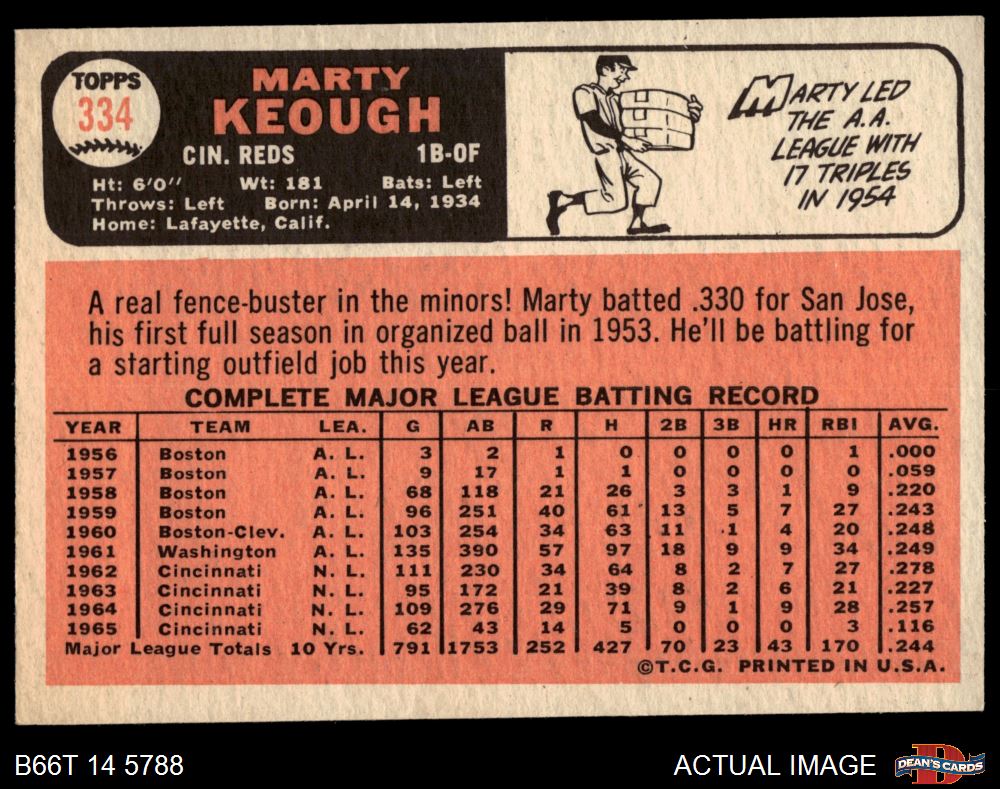 TOPPS
334
MARTY
KEOUGH
CIN. REDS 1B-OF
Ht: 6'0" Wt: 181 Bats: Left
Throws: Left Born: April 14, 1934
Home: Lafayette, Calif.
MARTY LED
THE A.A.
LEAGUE WITH
17 TRIPLES
IN 1954
A real fence-buster in the minors! Marty batted .330 for San Jose,
his first full season in organized ball in 1953. He'll be battling for
a starting outfield job this year.
COMPLETE MAJOR LEAGUE BATTING RECORD
YEAR TEAM LEA. G AB R H 2B 3B HR RBI AVG.
1956 Boston A. L. 3 2 1 0 0 0 0 1 .000
1957 Boston A. L. 9 17 1 1 0 0 0 0 .059
1958 Boston A. L. 68 118 21 26 3 3 1 9 .220
1959 Boston A. L. 96 251 40 61 13 5 7 27 .243
1960 Boston-Clev. A. L. 103 254 34 63 11 1 4 20 .248
1961 Washington A. L. 135 390 57 97 18 9 9 34 .249
1962 Cincinnati N. L. 111 230 34 64 8 2 7 27 .278
1963 Cincinnati N. L. 95 172 21 39 8 2 6 21 .227
1964 Cincinnati N. L. 109 276 29 71 9 1 9 28 .257
1965 Cincinnati N. L. 62 43 14 5 0 0 0 3 .116
Major League Totals 10 Yrs. 791 1753 252 427 70 23 43 170 .244
©T.C.G. PRINTED IN U.S.A.
B66T 14 5788 ACTUAL IMAGE DEAN'S CARDS